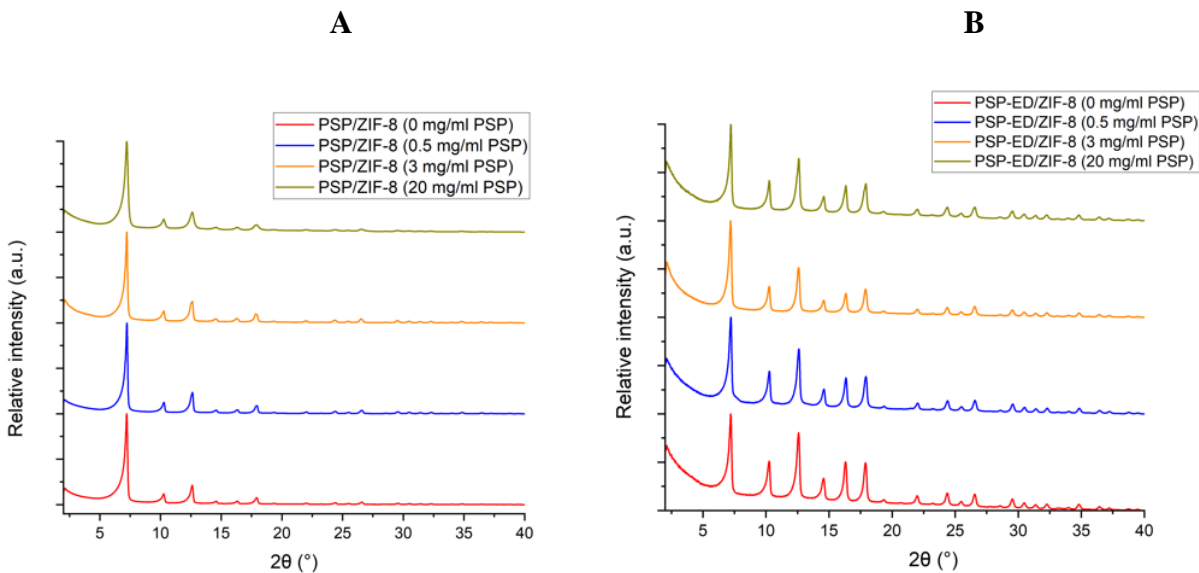 A
PSP/ZIF-8 (0 mg/ml PSP)
PSP/ZIF-8 (0.5 mg/ml PSP)
PSP/ZIF-8 (3 mg/ml PSP)
PSP/ZIF-8 (20 mg/ml PSP)
Relative intensity (a.u.)
5 10 15 20 25 30 35 40
2θ (°)
B
PSP-ED/ZIF-8 (0 mg/ml PSP)
PSP-ED/ZIF-8 (0.5 mg/ml PSP)
PSP-ED/ZIF-8 (3 mg/ml PSP)
PSP-ED/ZIF-8 (20 mg/ml PSP)
Relative intensity (a.u.)
5 10 15 20 25 30 35 40
2θ (°)